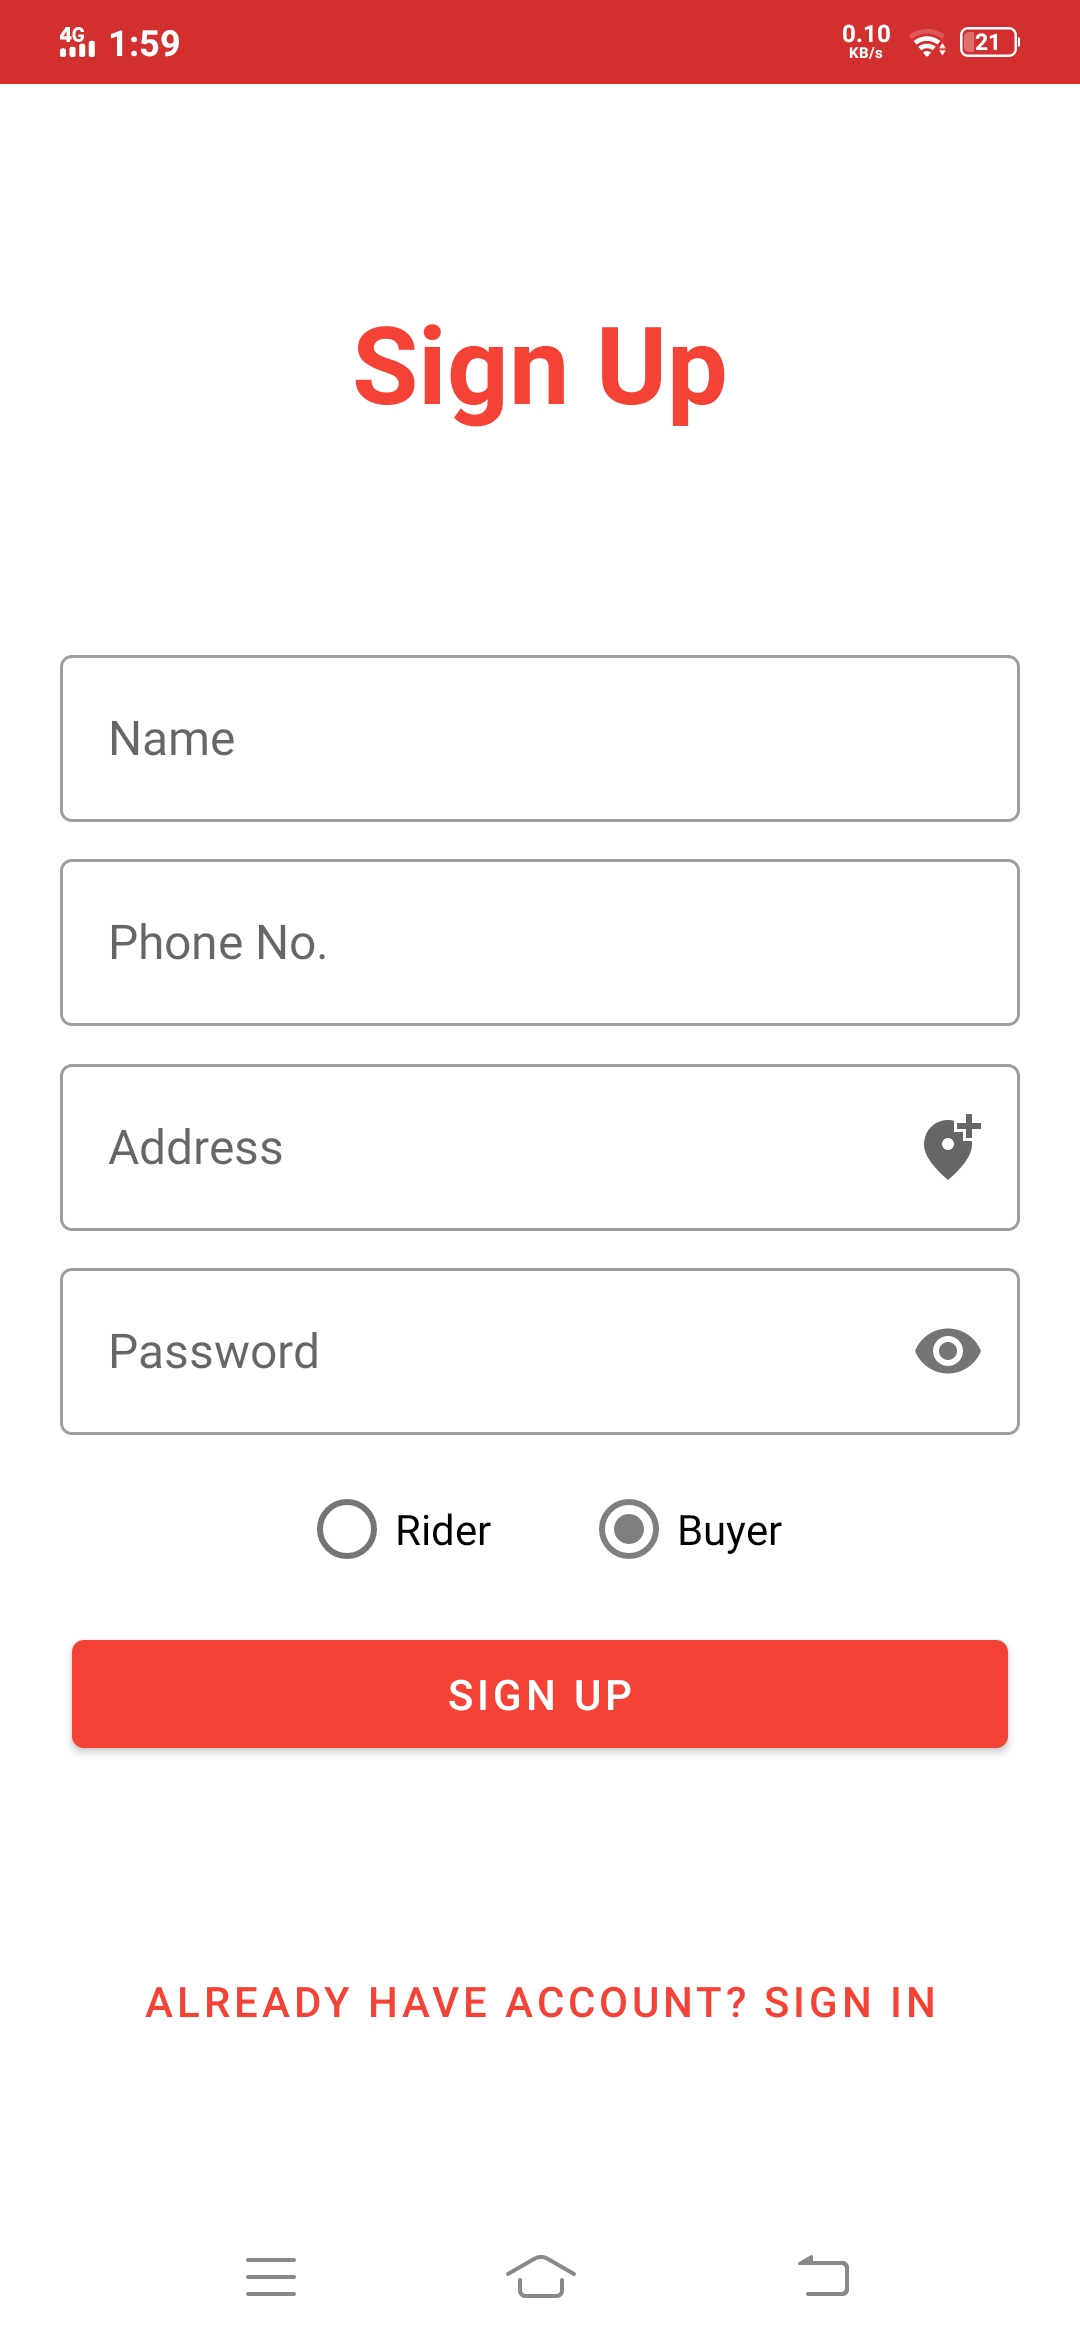 4G 1:59 0.10 KB/s 21
Sign Up
Name
Phone No.
Address
Password
Rider Buyer
SIGN UP
ALREADY HAVE ACCOUNT? SIGN IN